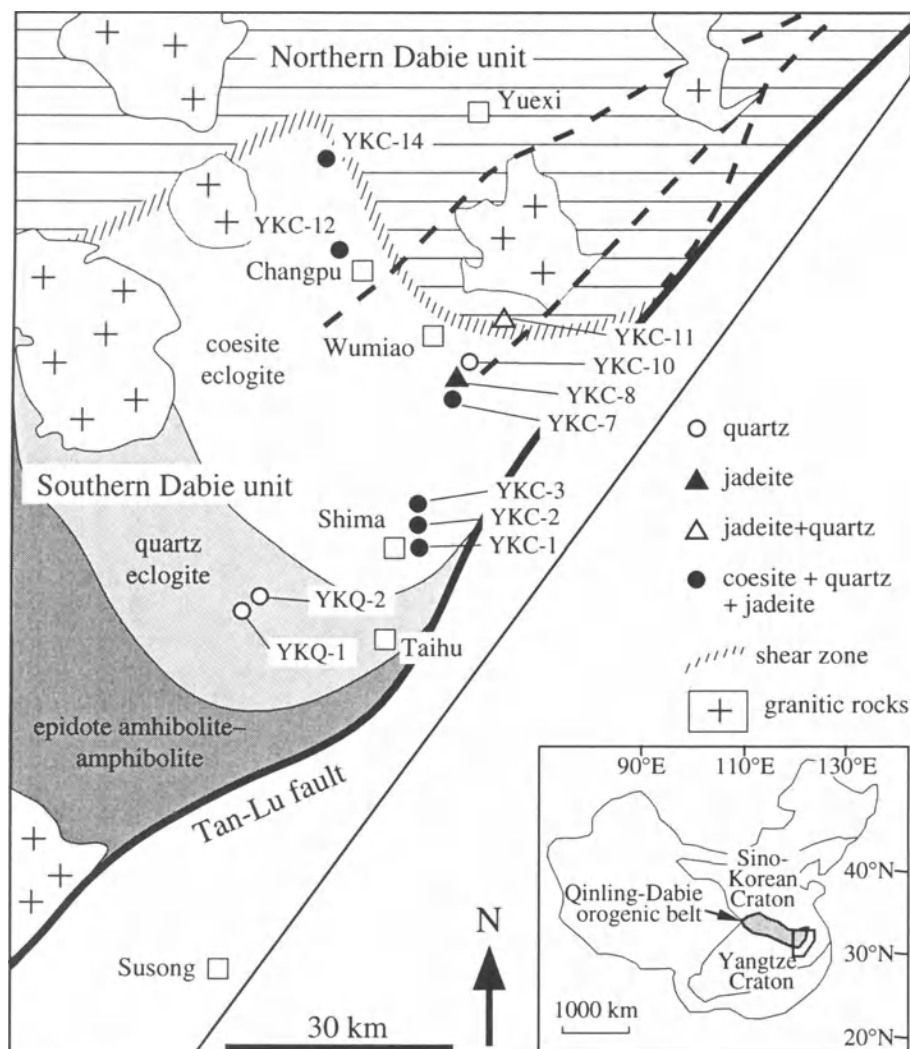 Northern Dabie unit
Yuexi
YKC-14
YKC-12
Changpu
YKC-11
Wumiao
YKC-10
coesite
eclogite
YKC-8
YKC-7
quartz
jadeite
Southern Dabie unit
YKC-3
Shima
YKC-2
jadeite+quartz
YKC-1
quartz
eclogite
coesite + quartz
+ jadeite
YKQ-2
YKQ-1
Taihu
shear zone
granitic rocks
epidote amhibolite–
amphibolite
Tan-Lu fault
90°E
110°E
130°E
Sino-
Korean
Craton
40°N
Qinling-Dabie
orogenic belt
30°N
Yangtze
Craton
1000 km
20°N
N
Susong
30 km